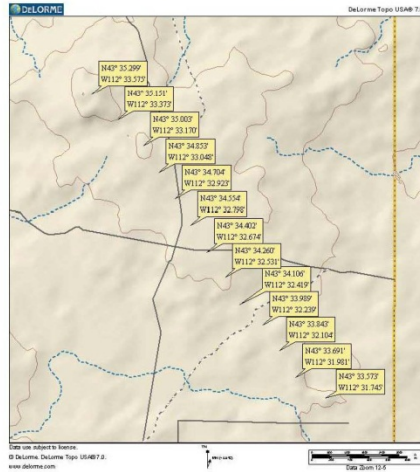 DELORME
DeLorme Topo USA® 7.0
N43° 35.299'
W112° 33.575'
N43° 35.151'
W112° 33.373'
N43° 35.003'
W112° 33.170'
N43° 34.853'
W112° 33.048'
N43° 34.704'
W112° 32.923'
N43° 34.554'
W112° 32.798'
N43° 34.402'
W112° 32.674'
N43° 34.260'
W112° 32.531'
N43° 34.106'
W112° 32.419'
N43° 33.989'
W112° 32.239'
N43° 33.843'
W112° 32.104'
N43° 33.691'
W112° 31.981'
N43° 33.573'
W112° 31.745'
Data use subject to license.
© DeLorme. DeLorme Topo USA® 7.0.
www.delorme.com
TN
Data Zoom 12-5